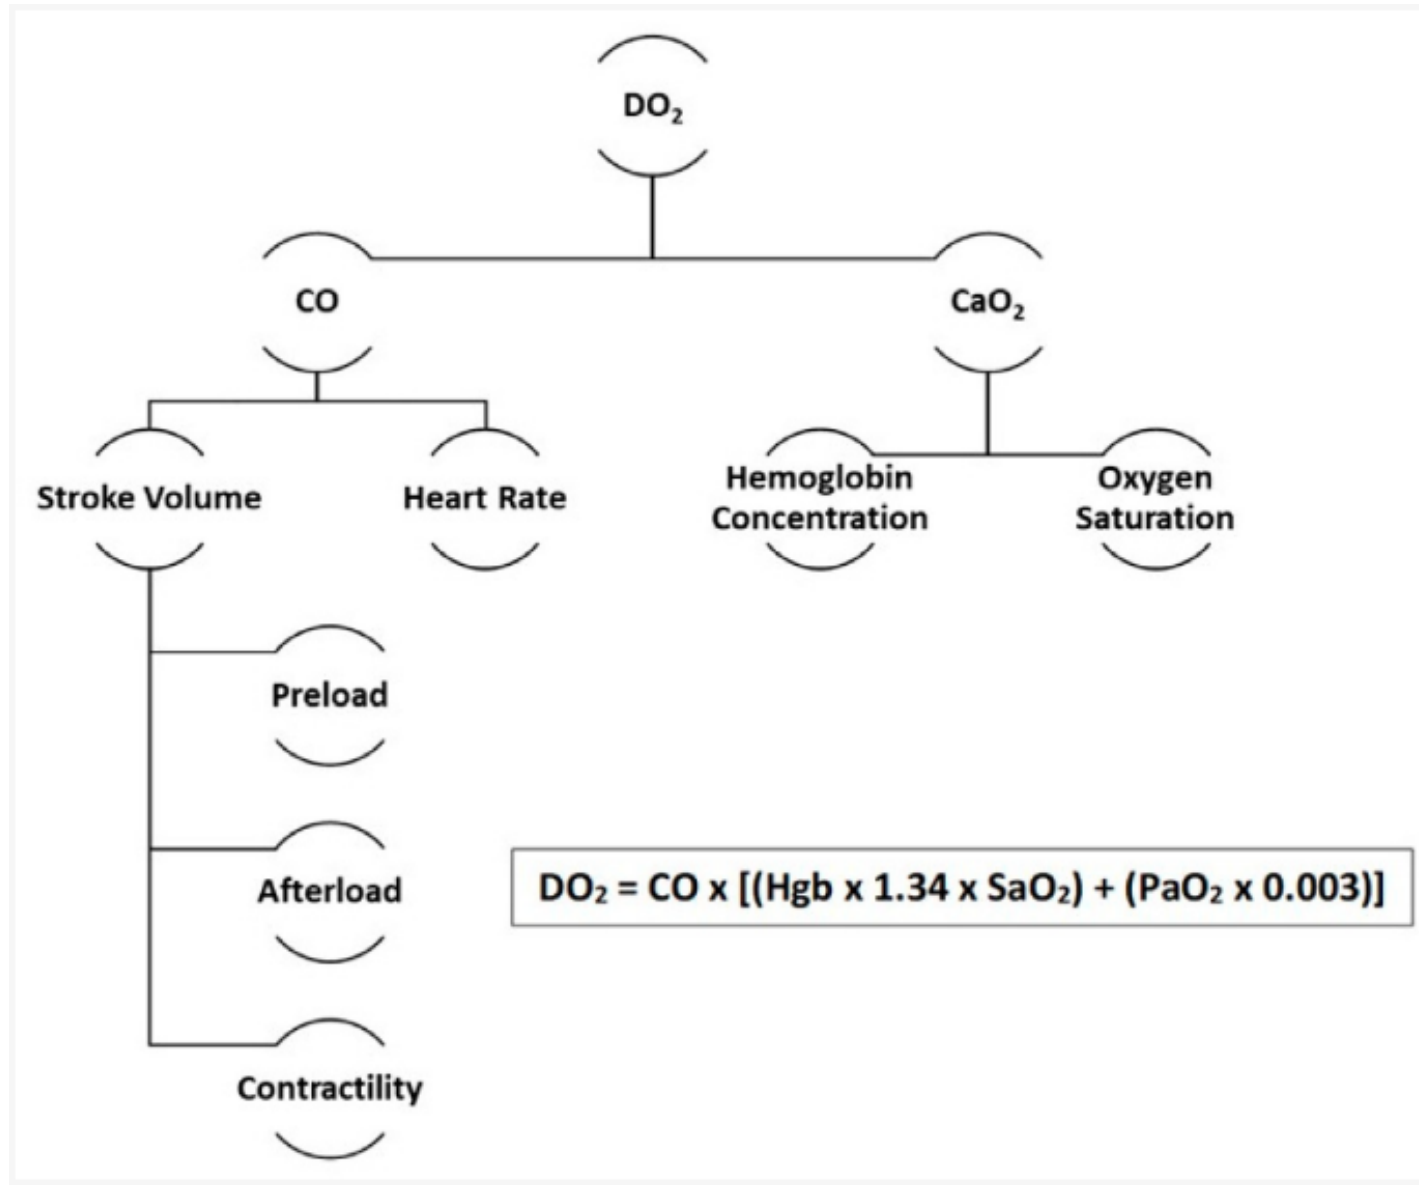 DO₂
CO
CaO₂
Stroke Volume
Heart Rate
Hemoglobin
Concentration
Oxygen
Saturation
Preload
Afterload
DO₂ = CO x [(Hgb x 1.34 x SaO₂) + (PaO₂ x 0.003)]
Contractility